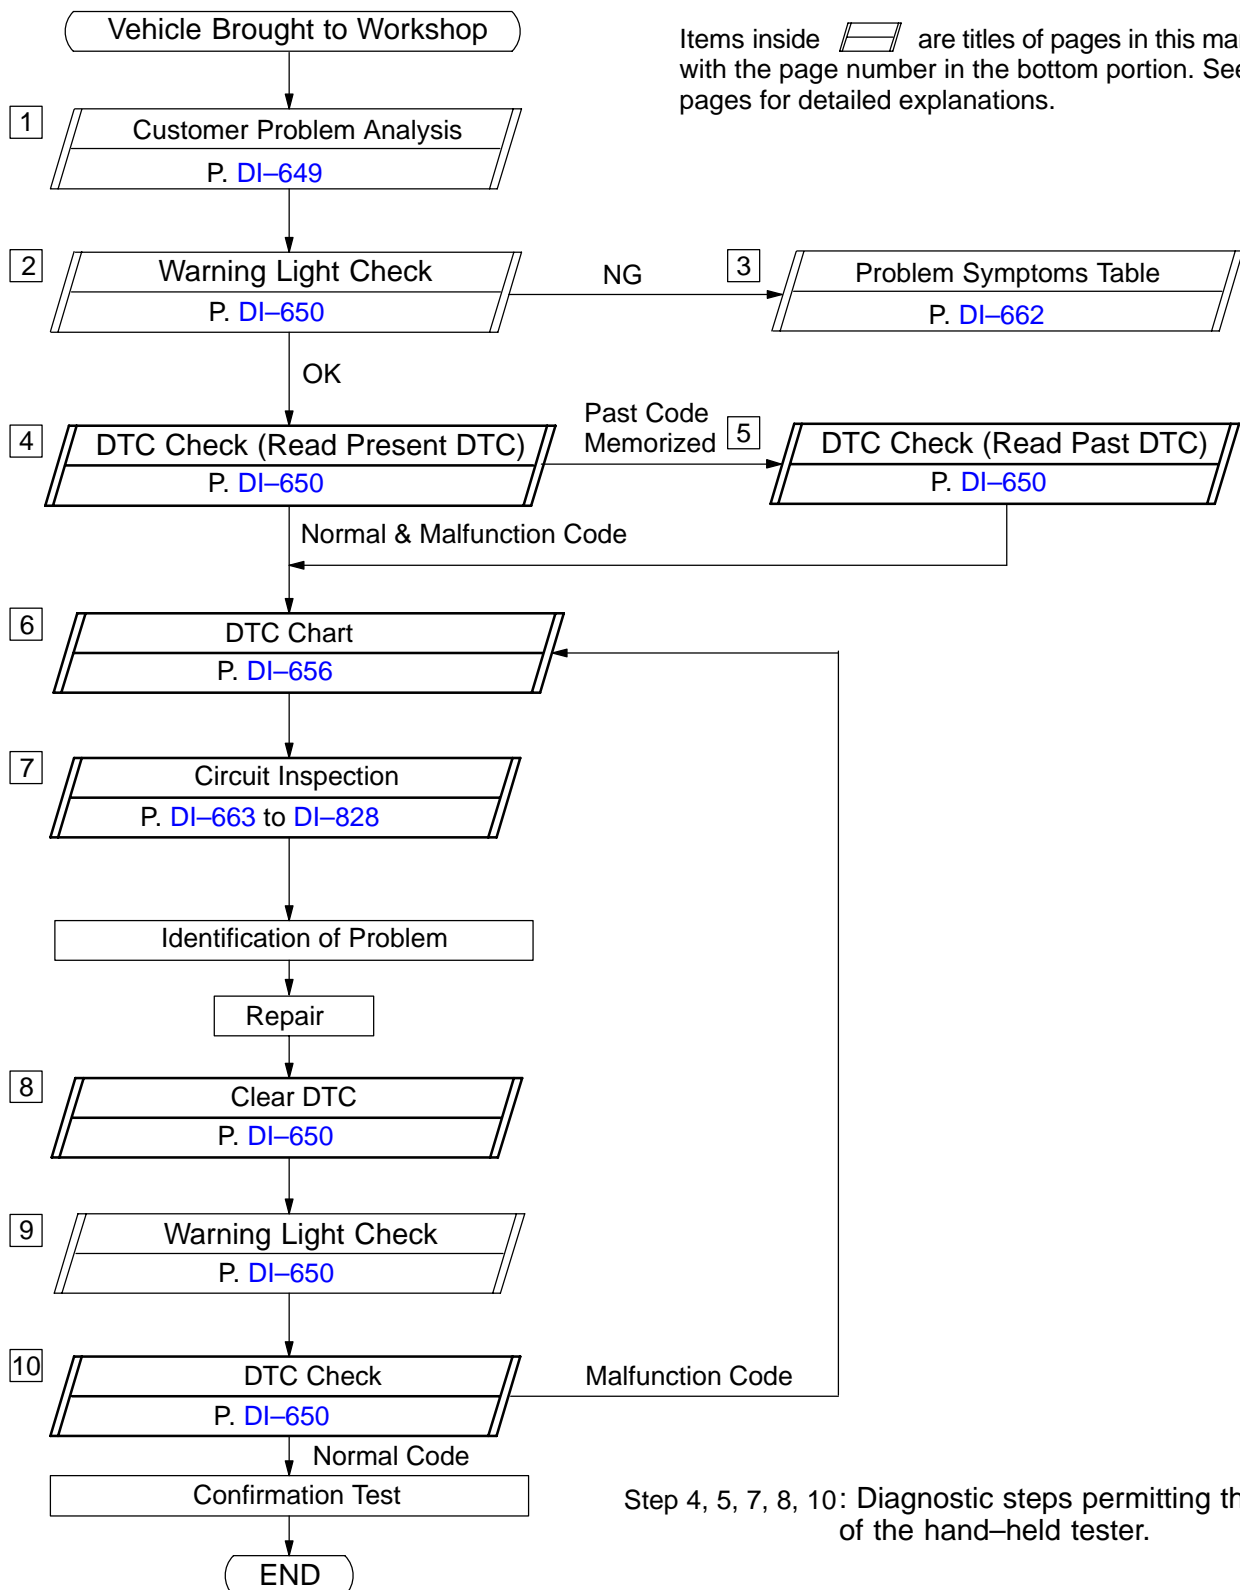 Vehicle Brought to Workshop
Items inside are titles of pages in this
with the page number in the bottom portion. See
pages for detailed explanations.
1
Customer Problem Analysis
P. DI–649
2
Warning Light Check
P. DI–650
NG
3
Problem Symptoms Table
P. DI–662
OK
4
DTC Check (Read Present DTC)
P. DI–650
Past Code
Memorized
5
DTC Check (Read Past DTC)
P. DI–650
Normal & Malfunction Code
6
DTC Chart
P. DI–656
7
Circuit Inspection
P. DI–663 to DI–828
Identification of Problem
Repair
8
Clear DTC
P. DI–650
9
Warning Light Check
P. DI–650
10
DTC Check
P. DI–650
Malfunction Code
Normal Code
Confirmation Test
Step 4, 5, 7, 8, 10: Diagnostic steps permitting
of the hand–held tester.
END